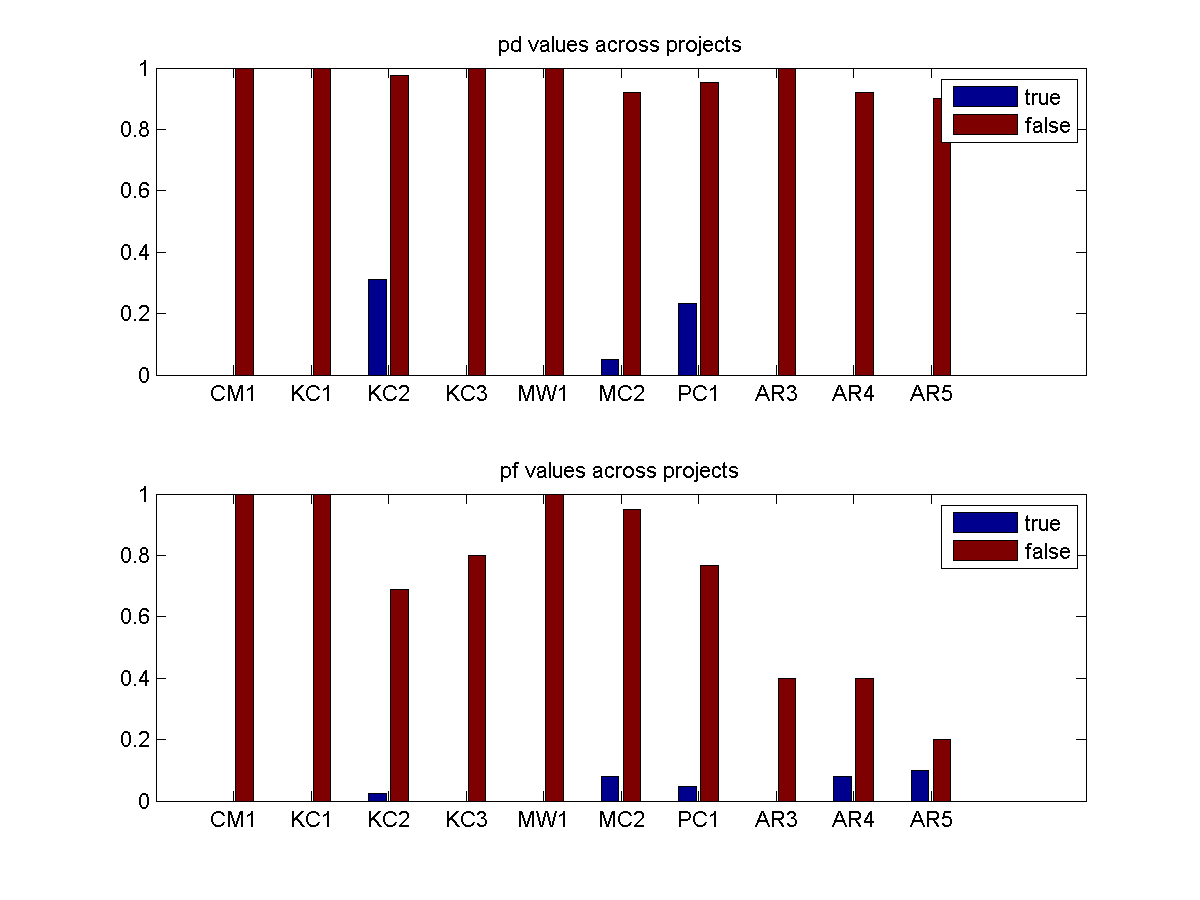 pd values across projects
1
0.8
0.6
0.4
0.2
0
true
false
CM1 KC1 KC2 KC3 MW1 MC2 PC1 AR3 AR4 AR5
pf values across projects
1
0.8
0.6
0.4
0.2
0
true
false
CM1 KC1 KC2 KC3 MW1 MC2 PC1 AR3 AR4 AR5